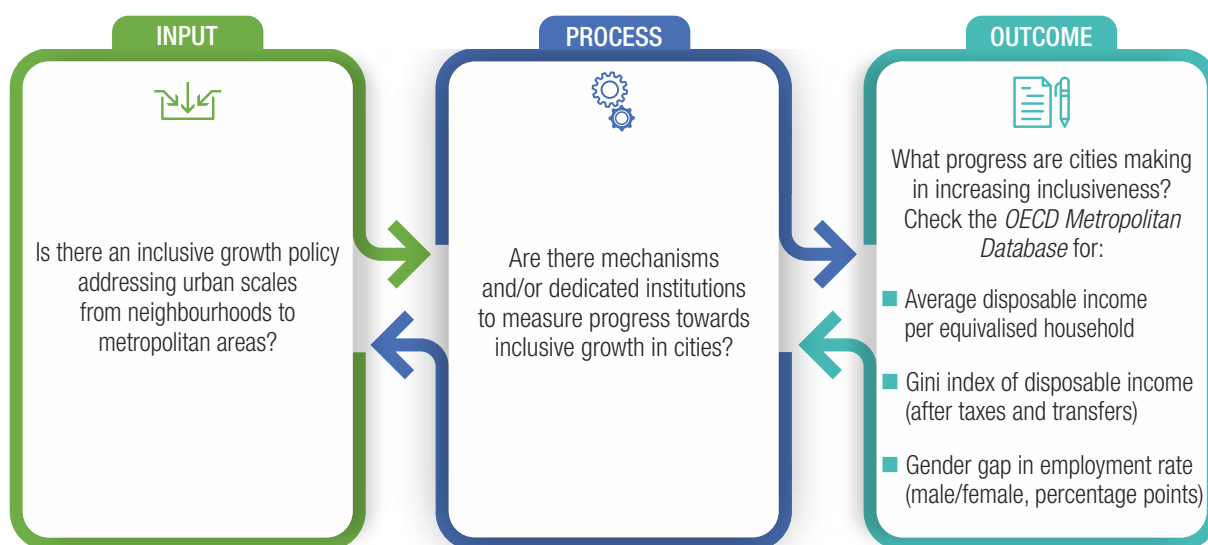 INPUT
Is there an inclusive growth policy
addressing urban scales
from neighbourhoods to
metropolitan areas?
PROCESS
Are there mechanisms
and/or dedicated institutions
to measure progress towards
inclusive growth in cities?
OUTCOME
What progress are cities making
in increasing inclusiveness?
Check the OECD Metropolitan
Database for:
Average disposable income
per equivalised household
Gini index of disposable income
(after taxes and transfers)
Gender gap in employment rate
(male/female, percentage points)